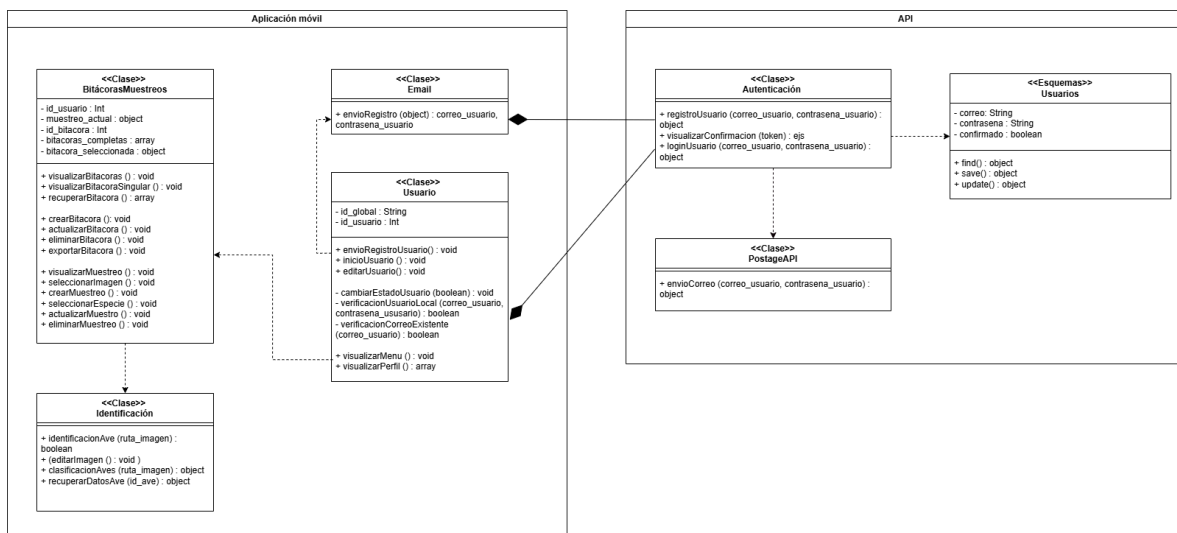 Aplicación móvil
<<Clase>>
BitácorasMuestreos
- id_usuario : Int
- muestreo_actual : object
- id_bitacora : Int
- bitacoras_completas : array
- bitacora_seleccionada : object
+ visualizarBitacoras () : void
+ visualizarBitacoraSingular () : void
+ recuperarBitacora () : array
+ crearBitacora (): void
+ actualizarBitacora () : void
+ eliminarBitacora () : void
+ exportarBitacora () : void
+ visualizarMuestreo () : void
+ seleccionarImagen () : void
+ crearMuestreo () : void
+ seleccionarEspecie () : void
+ actualizarMuestro () : void
+ eliminarMuestreo () : void
<<Clase>>
Identificación
+ identificacionAve (ruta_imagen) :
boolean
+ (editarImagen () : void )
+ clasificacionAves (ruta_imagen) : object
+ recuperarDatosAve (id_ave) : object
<<Clase>>
Email
+ envioRegistro (object) : correo_usuario,
contrasena_usuario
<<Clase>>
Usuario
- id_global : String
- id_usuario : Int
+ envioRegistroUsuario() : void
+ inicioUsuario () : void
+ editarUsuario() : void
- cambiarEstadoUsuario (boolean) : void
- verificacionUsuarioLocal (correo_usuario,
contrasena_ususario) : boolean
- verificacionCorreoExistente
(correo_usuario) : boolean
+ visualizarMenu () : void
+ visualizarPerfil () : array
API
<<Clase>>
Autenticación
+ registroUsuario (correo_usuario, contrasena_usuario) :
object
+ visualizarConfirmacion (token) : ejs
+ loginUsuario (correo_usuario, contrasena_usuario) :
object
<<Esquemas>>
Usuarios
- correo: String
- contrasena : String
- confirmado : boolean
+ find() : object
+ save() : object
+ update() : object
<<Clase>>
PostageAPI
+ envioCorreo (correo_usuario, contrasena_usuario) :
object